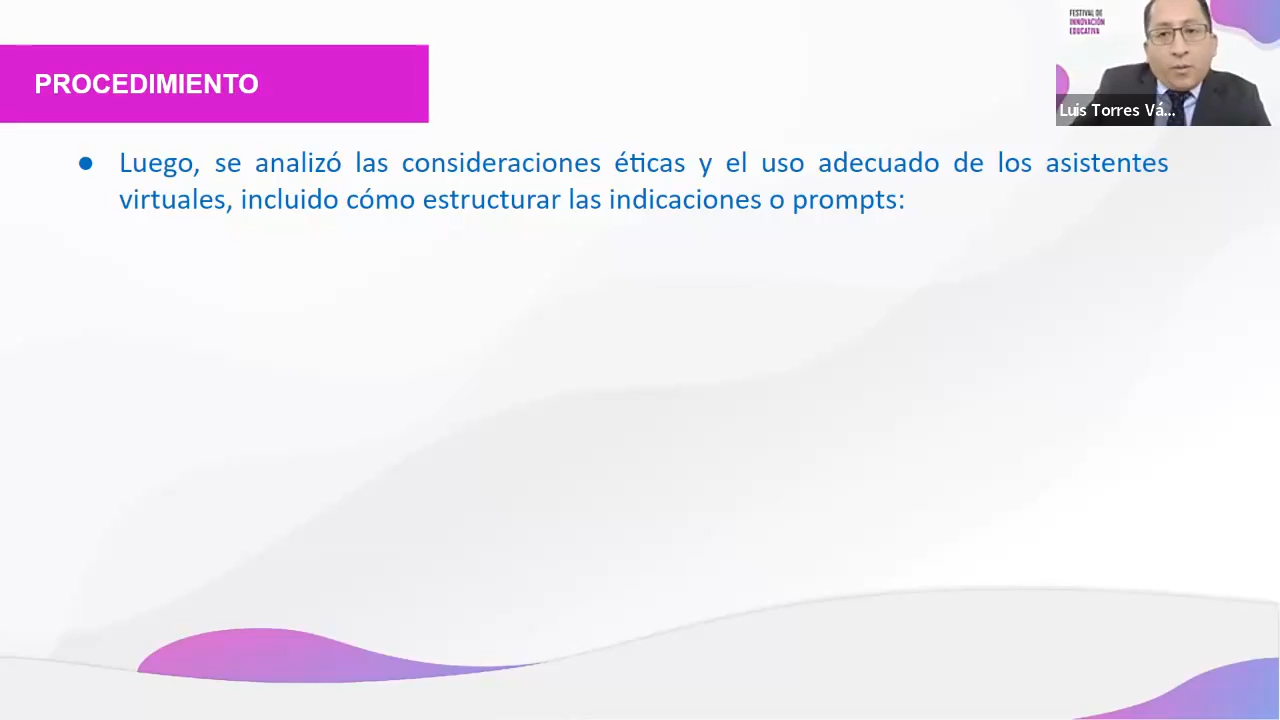 FESTIVAL DE
INNOVACIÓN
EDUCATIVA
PROCEDIMIENTO
Luis Torres Vá...
● Luego, se analizó las consideraciones éticas y el uso adecuado de los asistentes
virtuales, incluido cómo estructurar las indicaciones o prompts: